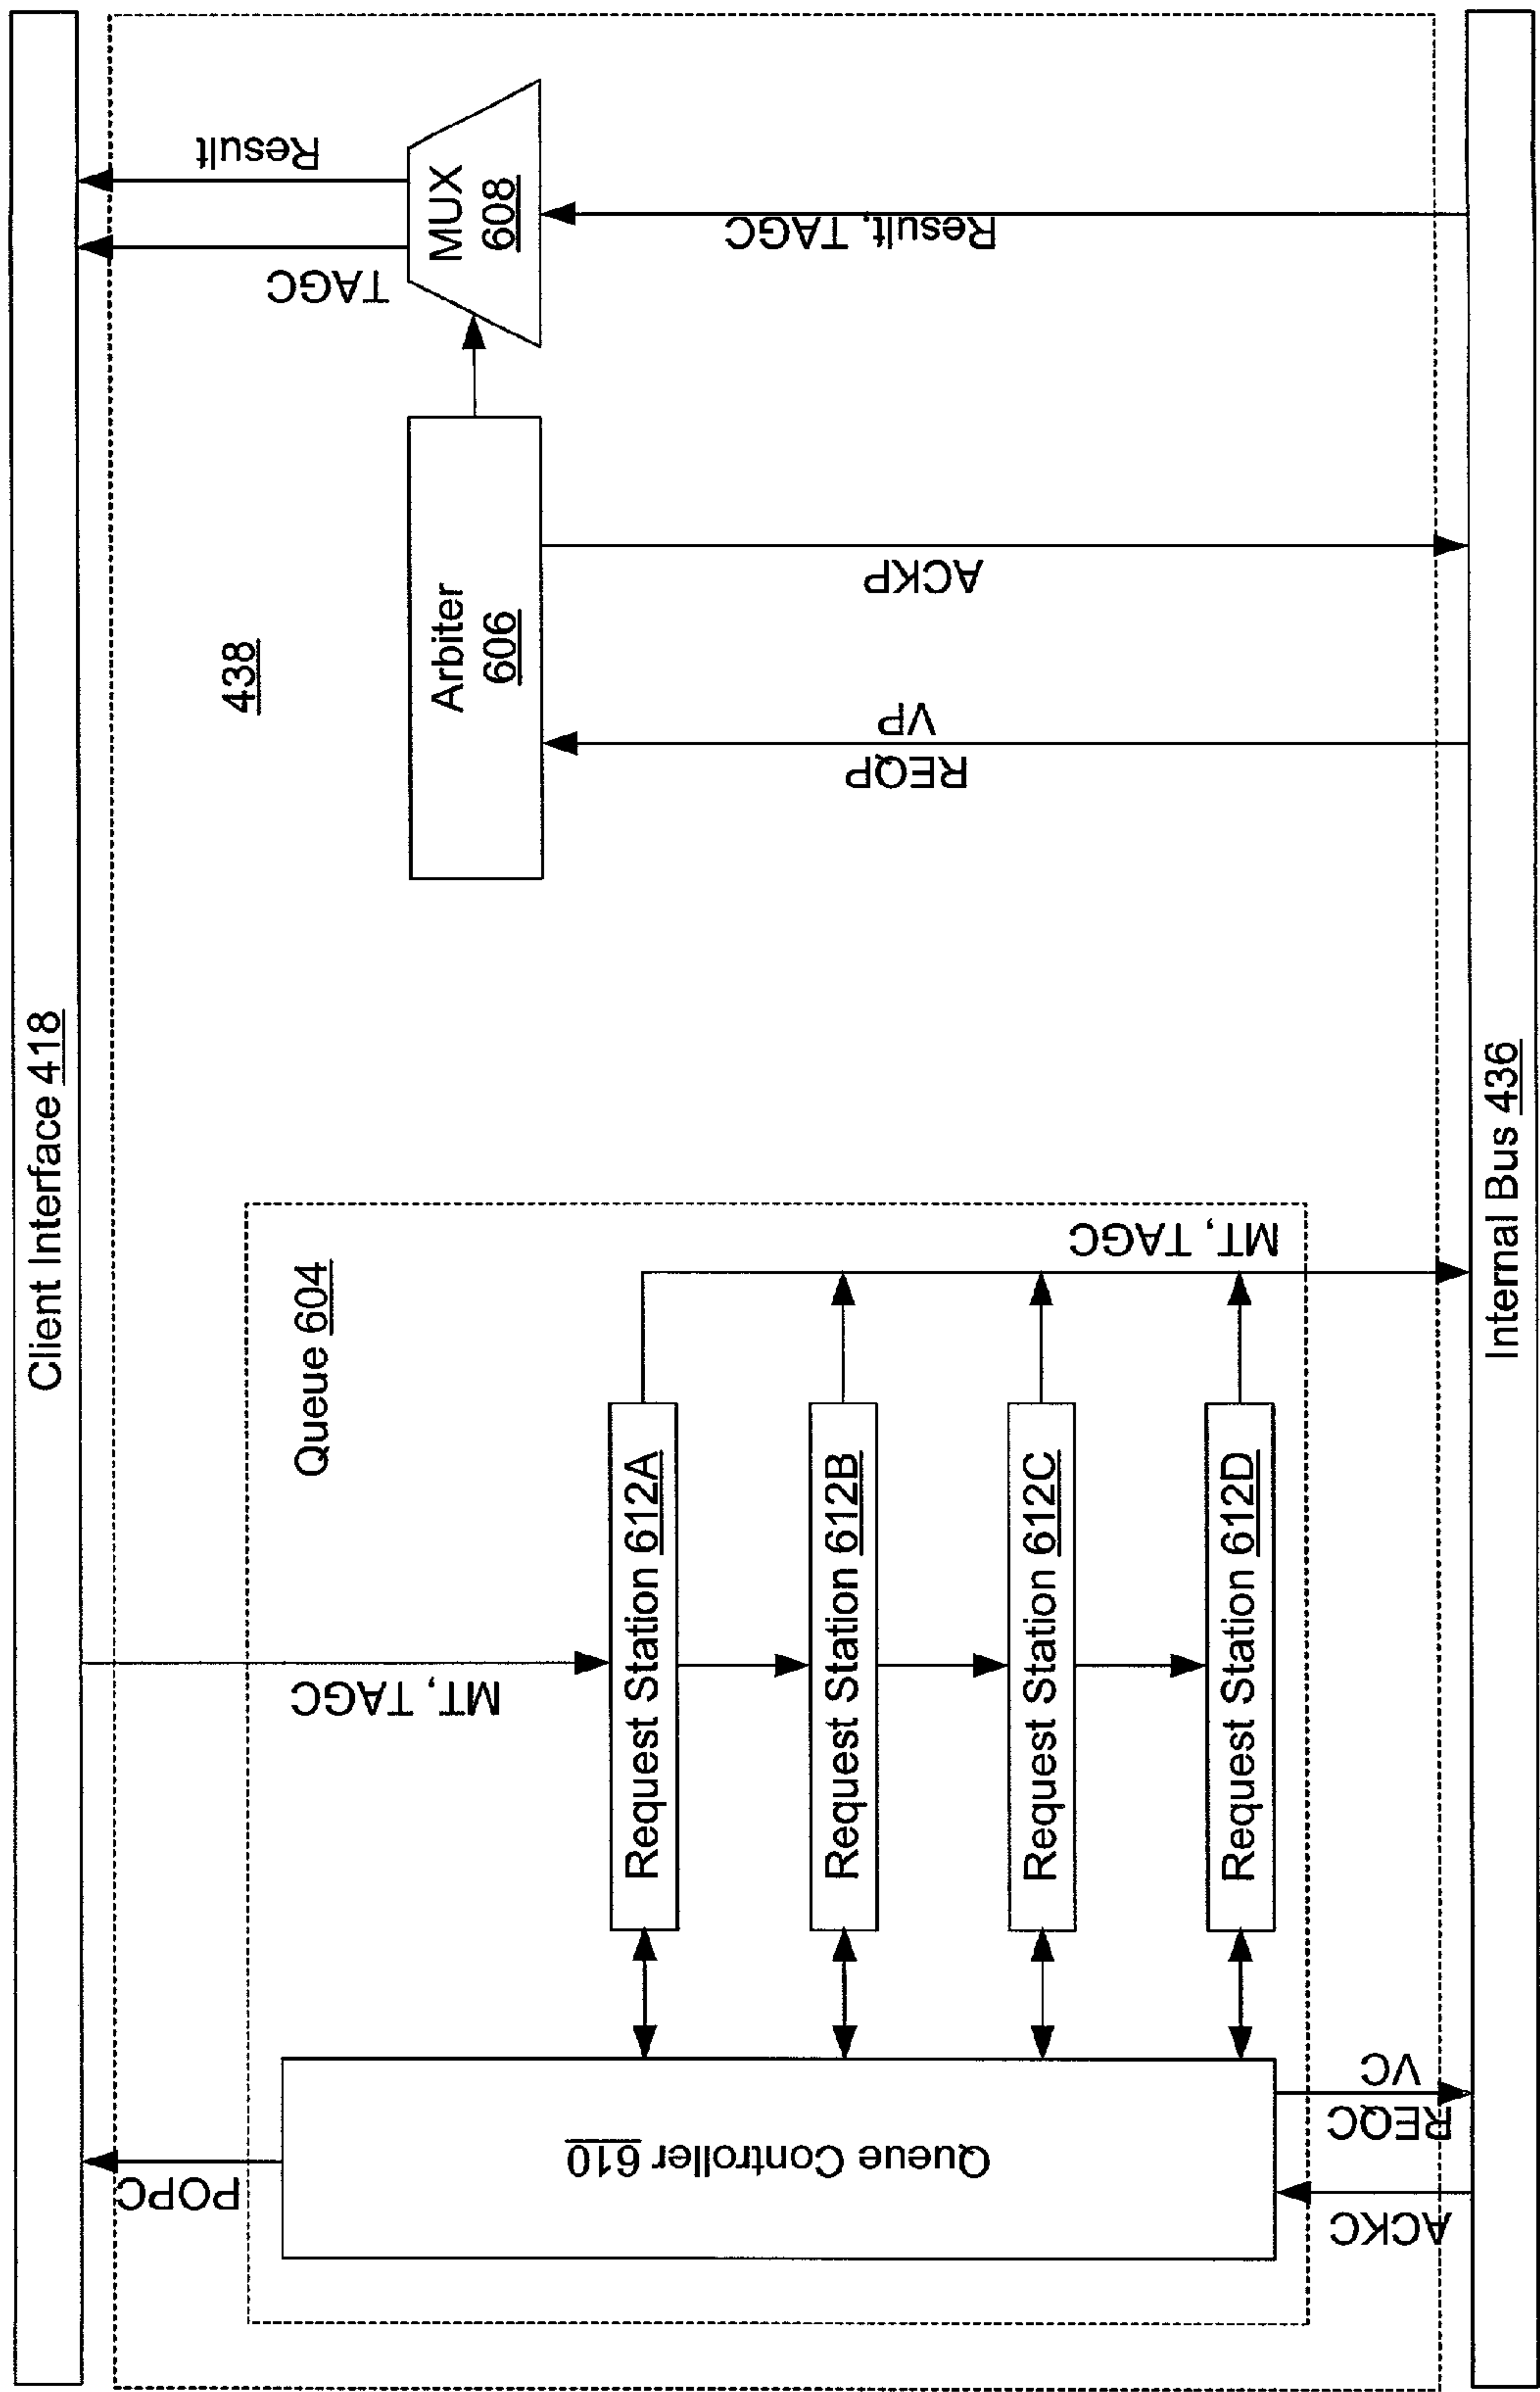 Client Interface 418
POPC
MT, TAGC
Queue 604
438
TAGC
Result
Queue Controller 610
Request Station 612A
Request Station 612B
Request Station 612C
Request Station 612D
MT, TAGC
Arbiter
606
MUX
608
ACKC
REQC
VC
REQP
VP
ACKP
Result, TAGC
Internal Bus 436